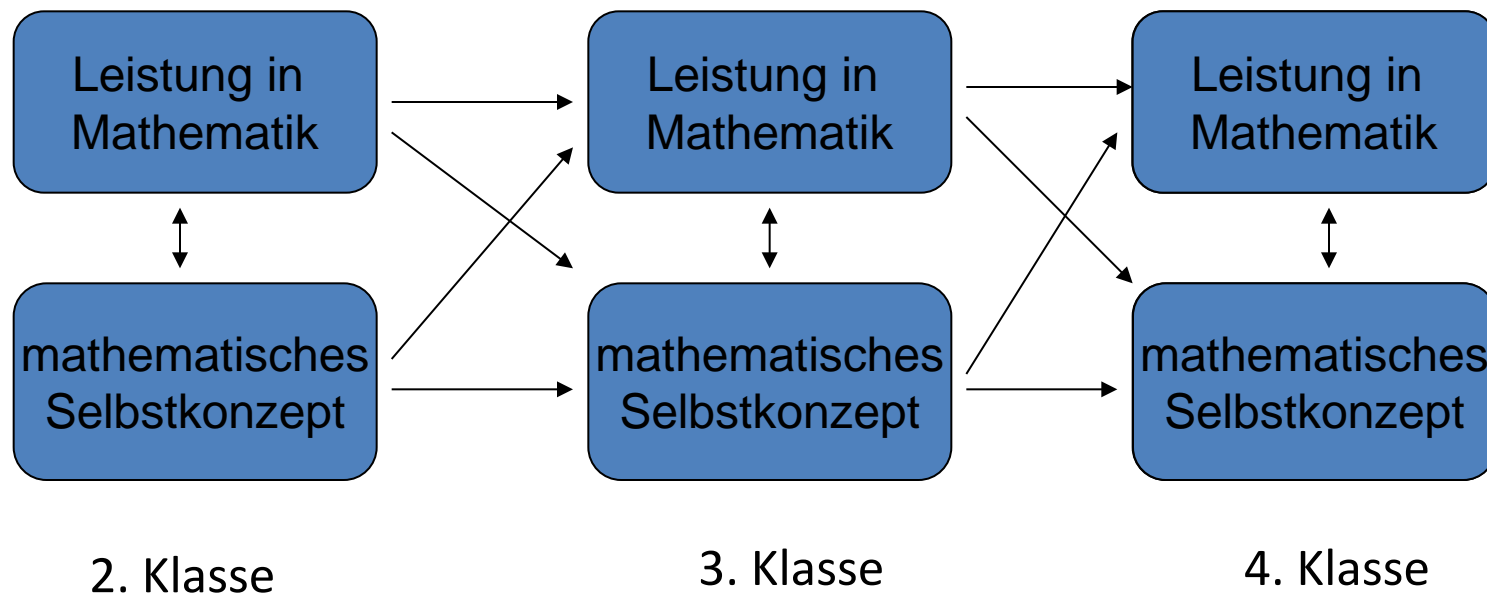 Leistung in
Mathematik
Leistung in
Mathematik
Leistung in
Mathematik
mathematisches
Selbstkonzept
mathematisches
Selbstkonzept
mathematisches
Selbstkonzept
2. Klasse
3. Klasse
4. Klasse